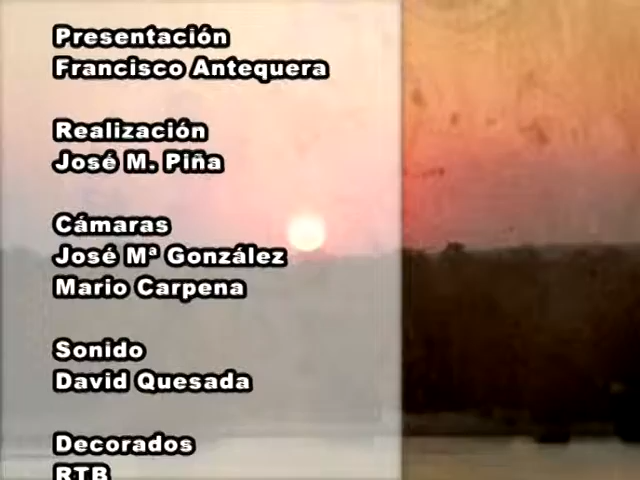 Presentación
Francisco Antequera
Realización
José M. Piña
Cámaras
José Mª González
Mario Carpena
Sonido
David Quesada
Decorados
RTB